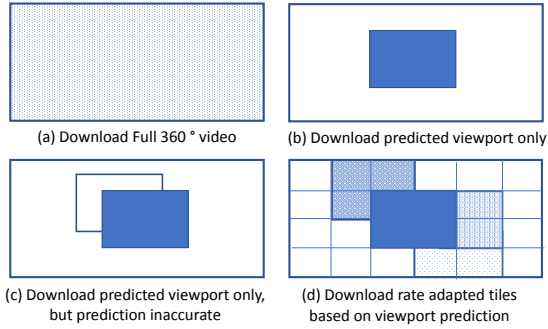 (a) Download Full 360 ° video
(b) Download predicted viewport only
(c) Download predicted viewport only,
but prediction inaccurate
(d) Download rate adapted tiles
based on viewport prediction